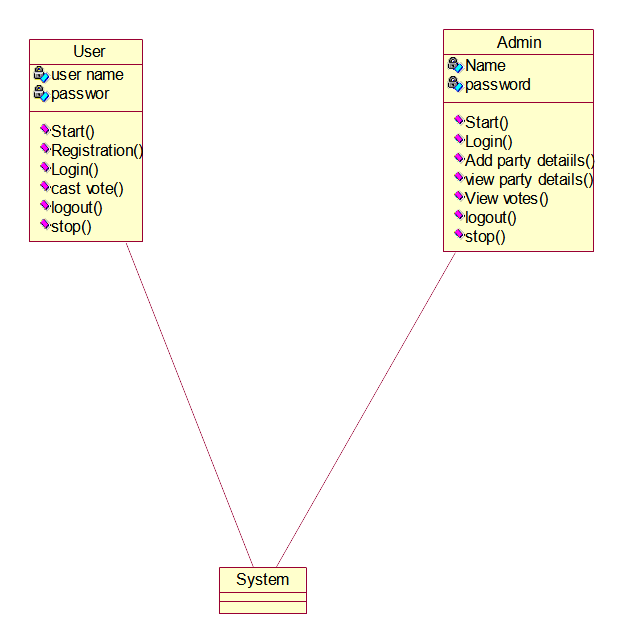 User
user name
passwor
Start()
Registration()
Login()
cast vote()
logout()
stop()
Admin
Name
password
Start()
Login()
Add party detaiils()
view party details()
View votes()
logout()
stop()
System